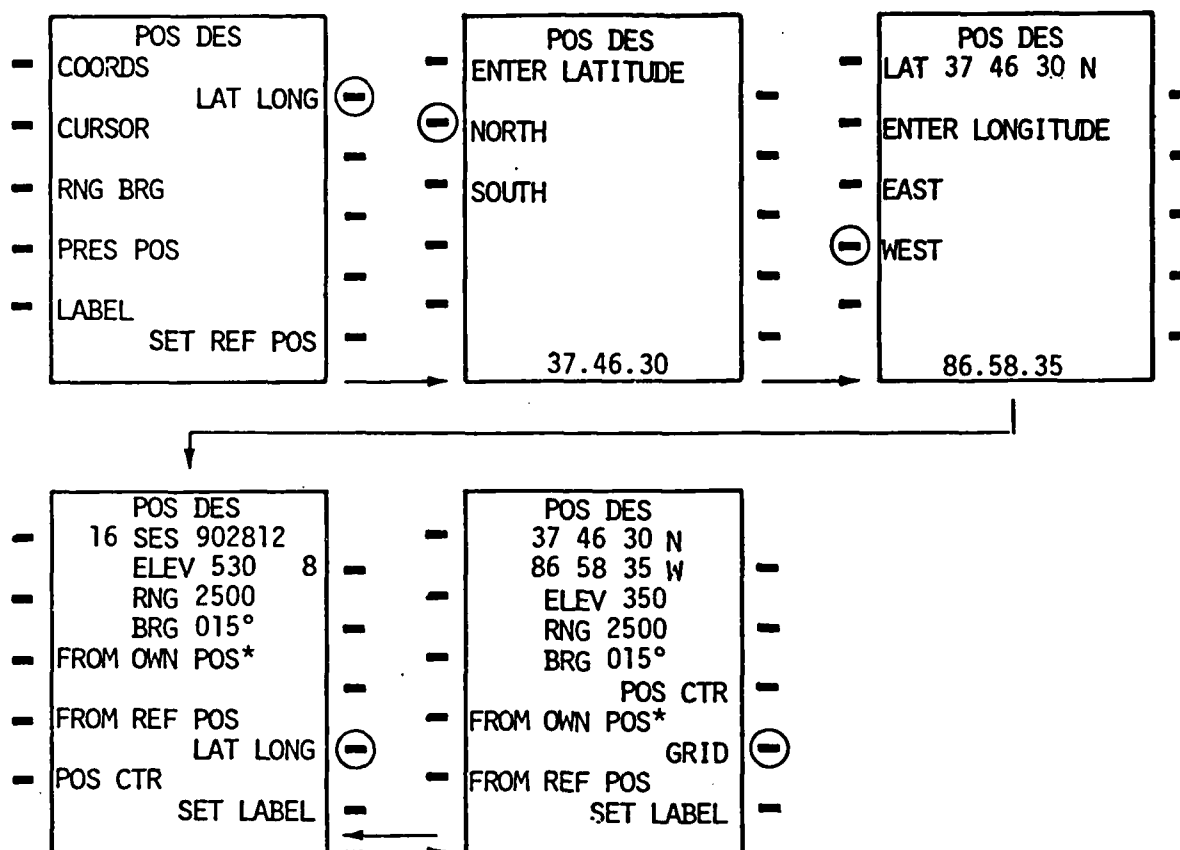 POS DES
COORDS
LAT LONG
CURSOR
RNG BRG
PRES POS
LABEL
SET REF POS
POS DES
ENTER LATITUDE
NORTH
SOUTH
37.46.30
POS DES
LAT 37 46 30 N
ENTER LONGITUDE
EAST
WEST
86.58.35
POS DES
16 SES 902812
ELEV 530 8
RNG 2500
BRG 015°
FROM OWN POS*
FROM REF POS
LAT LONG
POS CTR
SET LABEL
POS DES
37 46 30 N
86 58 35 W
ELEV 350
RNG 2500
BRG 015°
POS CTR
FROM OWN POS*
GRID
FROM REF POS
SET LABEL